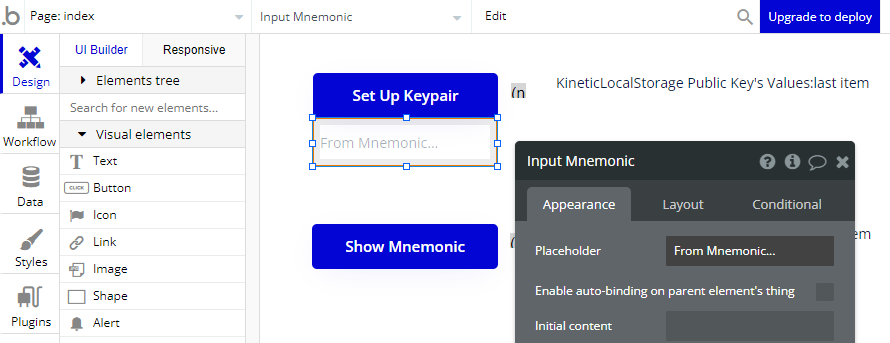 .b
Page: index
Input Mnemonic
Edit
Upgrade to deploy
Design
Workflow
Data
Styles
Plugins
UI Builder
Responsive
Elements tree
Search for new elements...
Visual elements
Text
CLICK Button
Icon
Link
Image
Shape
Alert
Set Up Keypair
(n
KineticLocalStorage Public Key's Values:last item
From Mnemonic...
Show Mnemonic
(
em
Input Mnemonic
Appearance
Layout
Conditional
Placeholder
From Mnemonic...
Enable auto-binding on parent element's thing
Initial content